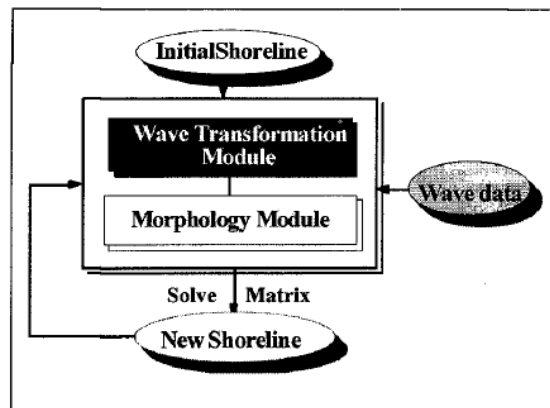 InitialShoreline
Wave Transformation
Module
Wave data
Morphology Module
Solve Matrix
New Shoreline